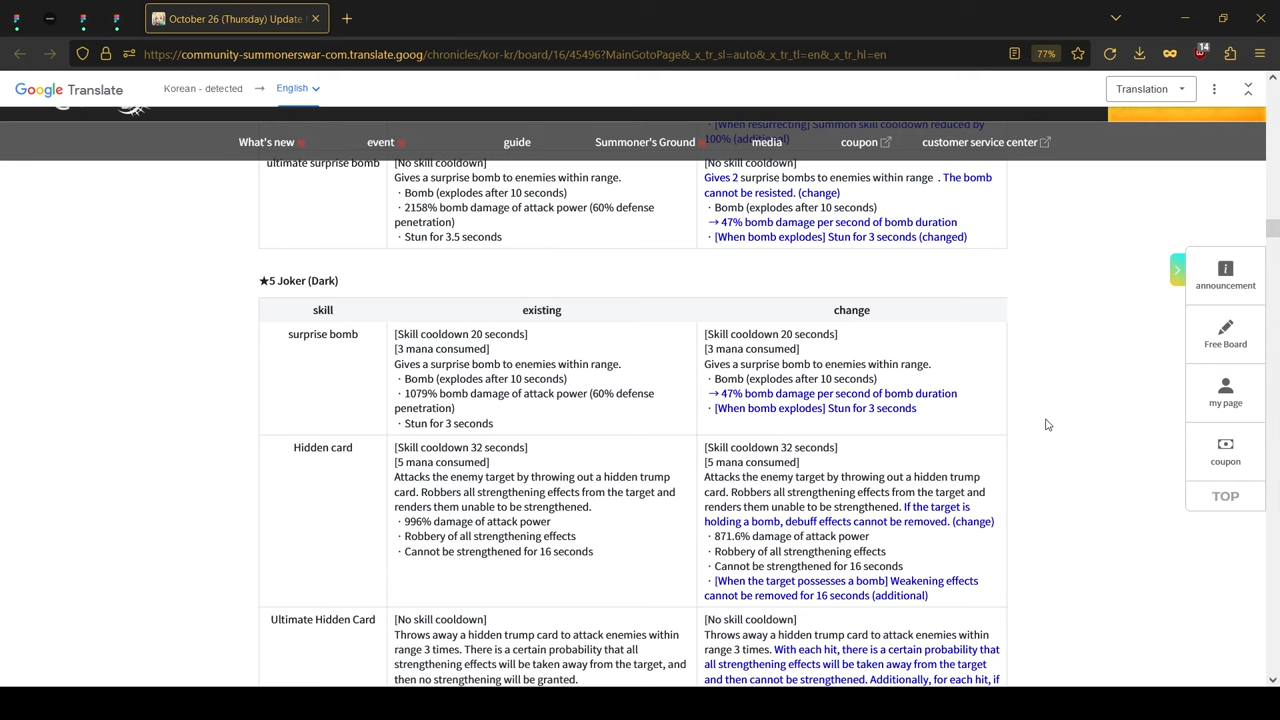 October 26 (Thursday) Update
https://community-summonerswar-com.translate.goog/chronicles/kor-kr/board/16/45496?MainGotoPage&_x_tr_sl=auto&_x_tr_tl=en&_x_tr_hl=en
77%
14
Google Translate
Korean - detected
English
Translation
What's new
event
guide
Summoner's Ground
media
coupon
customer service center
[When resurrecting] Summon skill cooldown reduced by
100% (additional)
ultimate surprise bomb
[No skill cooldown]
Gives a surprise bomb to enemies within range.
· Bomb (explodes after 10 seconds)
· 2158% bomb damage of attack power (60% defense
penetration)
· Stun for 3.5 seconds
[No skill cooldown]
Gives 2 surprise bombs to enemies within range . The bomb
cannot be resisted. (change)
· Bomb (explodes after 10 seconds)
→ 47% bomb damage per second of bomb duration
· [When bomb explodes] Stun for 3 seconds (changed)
★5 Joker (Dark)
skill
existing
change
surprise bomb
[Skill cooldown 20 seconds]
[3 mana consumed]
Gives a surprise bomb to enemies within range.
· Bomb (explodes after 10 seconds)
· 1079% bomb damage of attack power (60% defense
penetration)
· Stun for 3 seconds
[Skill cooldown 20 seconds]
[3 mana consumed]
Gives a surprise bomb to enemies within range.
· Bomb (explodes after 10 seconds)
→ 47% bomb damage per second of bomb duration
· [When bomb explodes] Stun for 3 seconds
Hidden card
[Skill cooldown 32 seconds]
[5 mana consumed]
Attacks the enemy target by throwing out a hidden trump
card. Robbers all strengthening effects from the target and
renders them unable to be strengthened.
· 996% damage of attack power
· Robbery of all strengthening effects
· Cannot be strengthened for 16 seconds
[Skill cooldown 32 seconds]
[5 mana consumed]
Attacks the enemy target by throwing out a hidden trump
card. Robbers all strengthening effects from the target and
renders them unable to be strengthened. If the target is
holding a bomb, debuff effects cannot be removed. (change)
· 871.6% damage of attack power
· Robbery of all strengthening effects
· Cannot be strengthened for 16 seconds
· [When the target possesses a bomb] Weakening effects
cannot be removed for 16 seconds (additional)
Ultimate Hidden Card
[No skill cooldown]
Throws away a hidden trump card to attack enemies within
range 3 times. There is a certain probability that all
strengthening effects will be taken away from the target, and
then no strengthening will be granted.
[No skill cooldown]
Throws away a hidden trump card to attack enemies within
range 3 times. With each hit, there is a certain probability that
all strengthening effects will be taken away from the target
and then cannot be strengthened. Additionally, for each hit, if
announcement
Free Board
my page
coupon
TOP